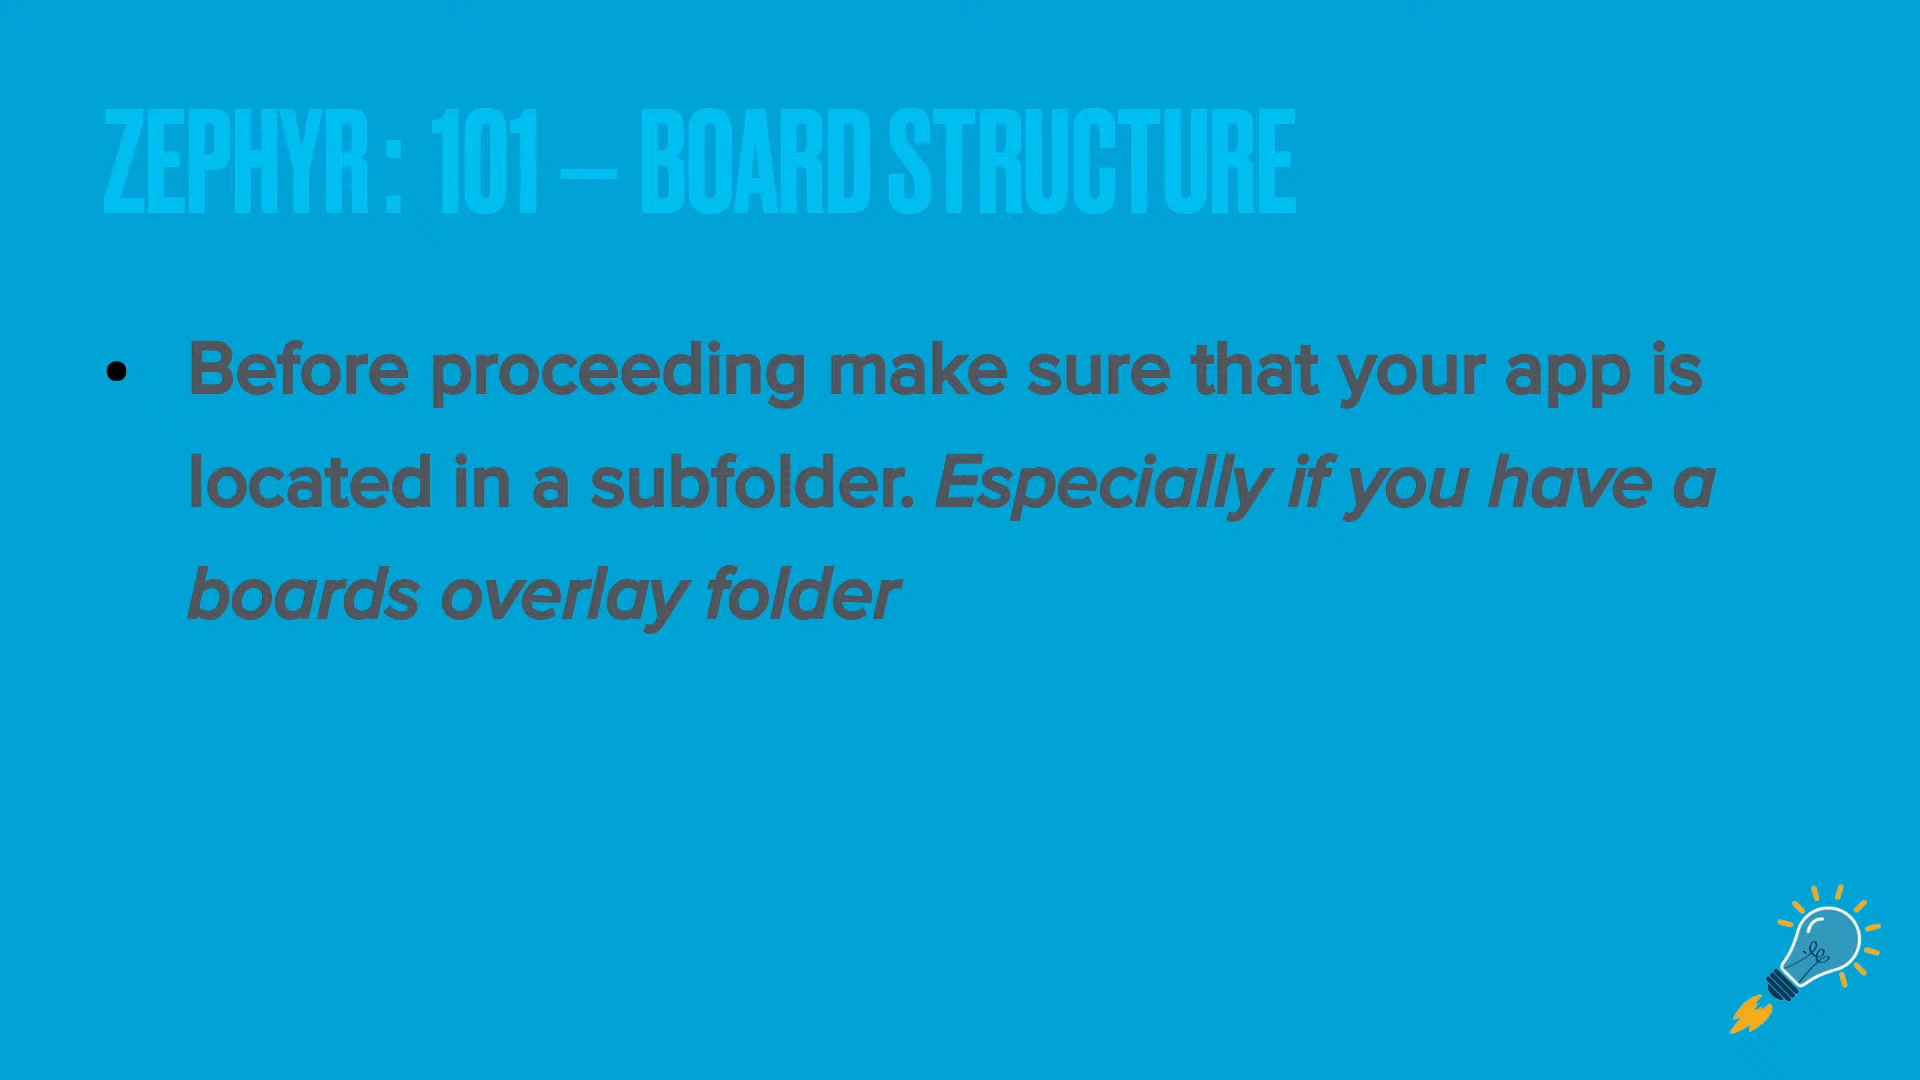 ZEPHYR : 101 – BOARD STRUCTURE
• Before proceeding make sure that your app is
located in a subfolder. Especially if you have a
boards overlay folder